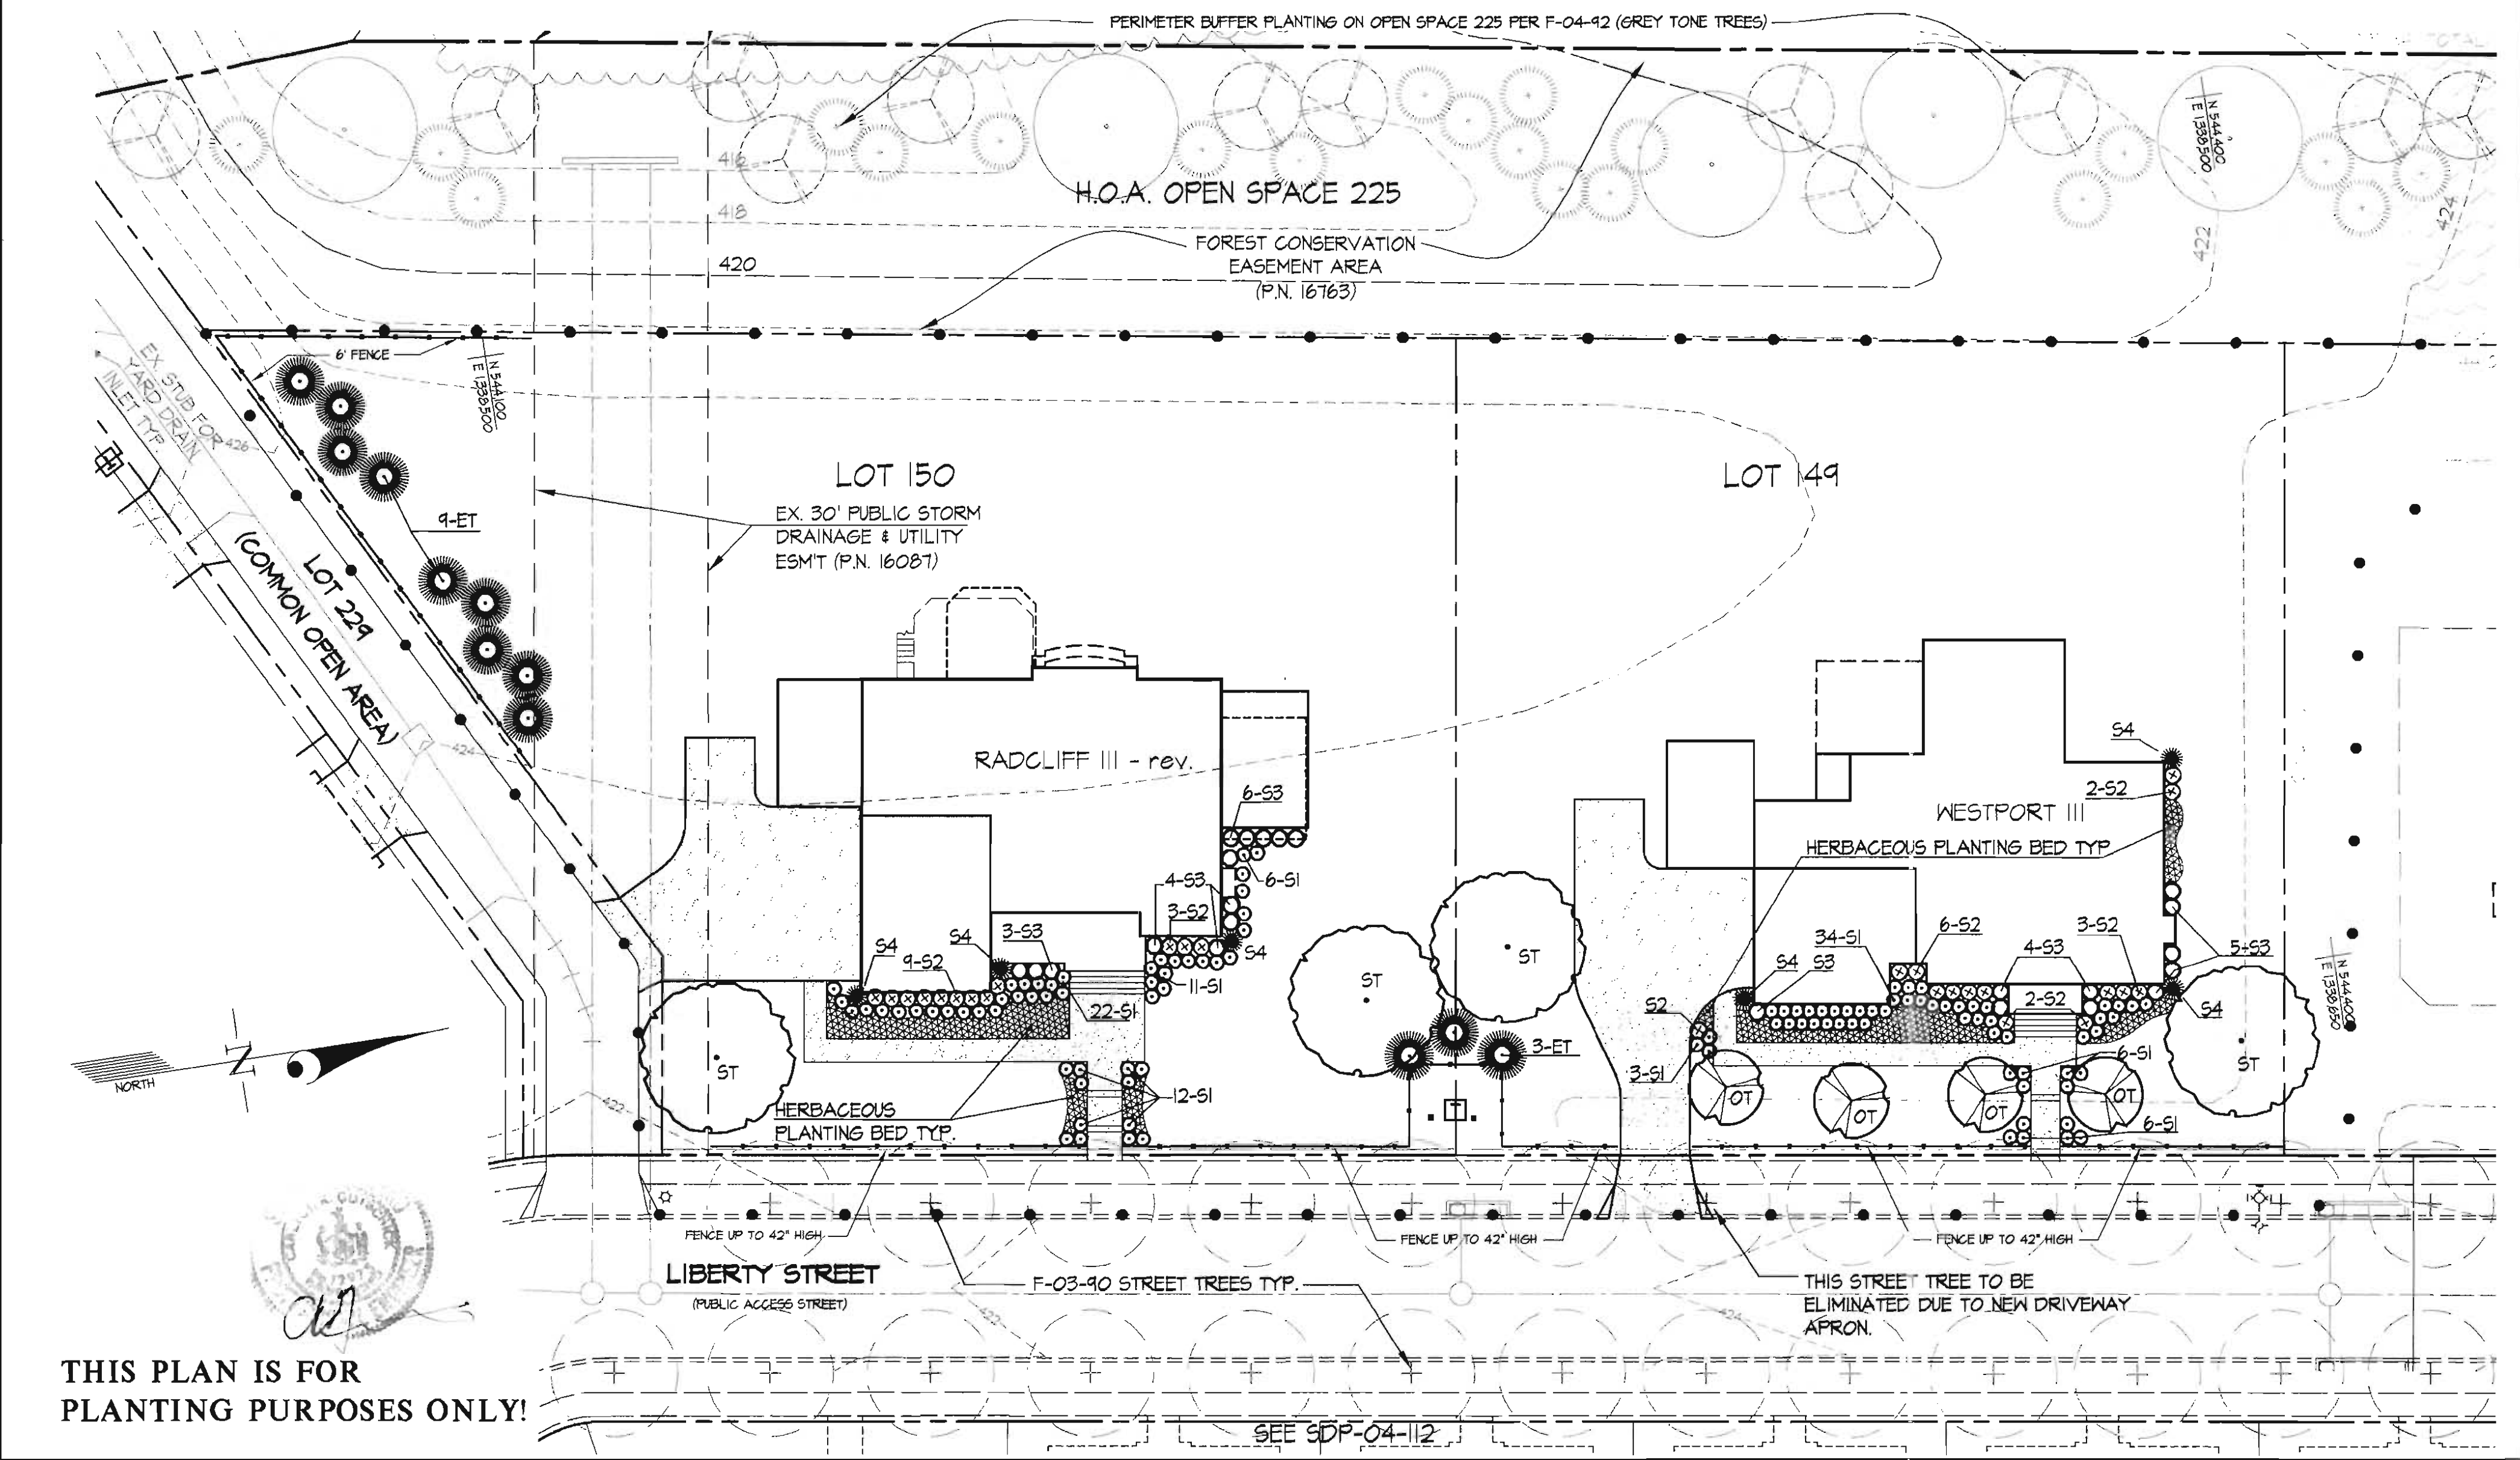 PERIMETER BUFFER PLANTING ON OPEN SPACE 225 PER F-04-92 (GREY TONE TREES)
N 544,400
E 1338500
416
H.O.A. OPEN SPACE 225
418
424
422
FOREST CONSERVATION
EASEMENT AREA
(P.N. 16763)
420
6' FENCE
N 544,100
E 1338500
EX. STUB FOR
YARD DRAIN
INLET TYP.
426
LOT 150
LOT 149
9-ET
EX. 30' PUBLIC STORM
DRAINAGE & UTILITY
ESM'T (P.N. 16087)
LOT 229
(COMMON OPEN AREA)
424
RADCLIFF III - rev.
S4
2-S2
6-S3
WESTPORT III
HERBACEOUS PLANTING BED TYP
4-S3
6-S1
3-S2
S4
9-S2
S4
3-S3
S4
11-S1
22-S1
ST
ST
34-S1
6-S2
4-S3
3-S2
5-S3
S4
S3
S2
2-S2
S4
N 544,400
E 1338650
3-ET
3-S1
6-S1
ST
ST
OT
OT
OT
OT
6-S1
NORTH
N
422
HERBACEOUS
PLANTING BED TYP.
12-S1
FENCE UP TO 42" HIGH
FENCE UP TO 42" HIGH
FENCE UP TO 42" HIGH
LIBERTY STREET
(PUBLIC ACCESS STREET)
F-03-90 STREET TREES TYP.
422
THIS STREET TREE TO BE
ELIMINATED DUE TO NEW DRIVEWAY
APRON.
424
THIS PLAN IS FOR
PLANTING PURPOSES ONLY!
SEE SDP-04-112